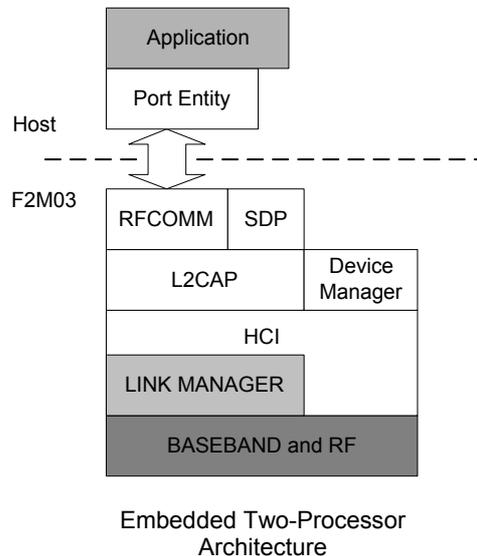 Application
Port Entity
Host
F2M03
RFCOMM
SDP
L2CAP
Device
Manager
HCI
LINK MANAGER
BASEBAND and RF
Embedded Two-Processor
Architecture